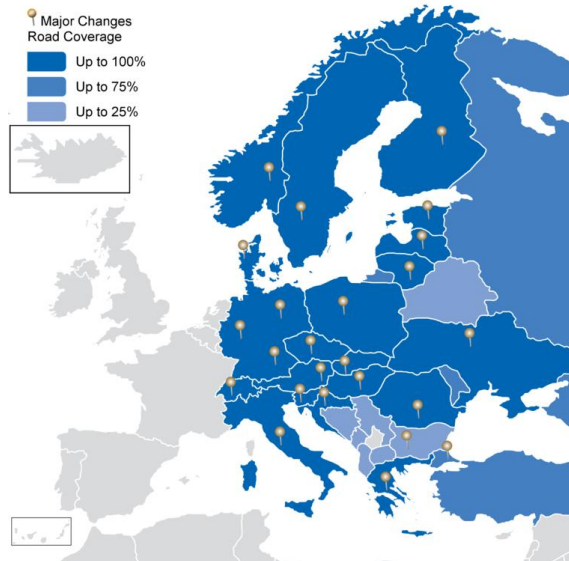 Major Changes
Road Coverage
Up to 100%
Up to 75%
Up to 25%